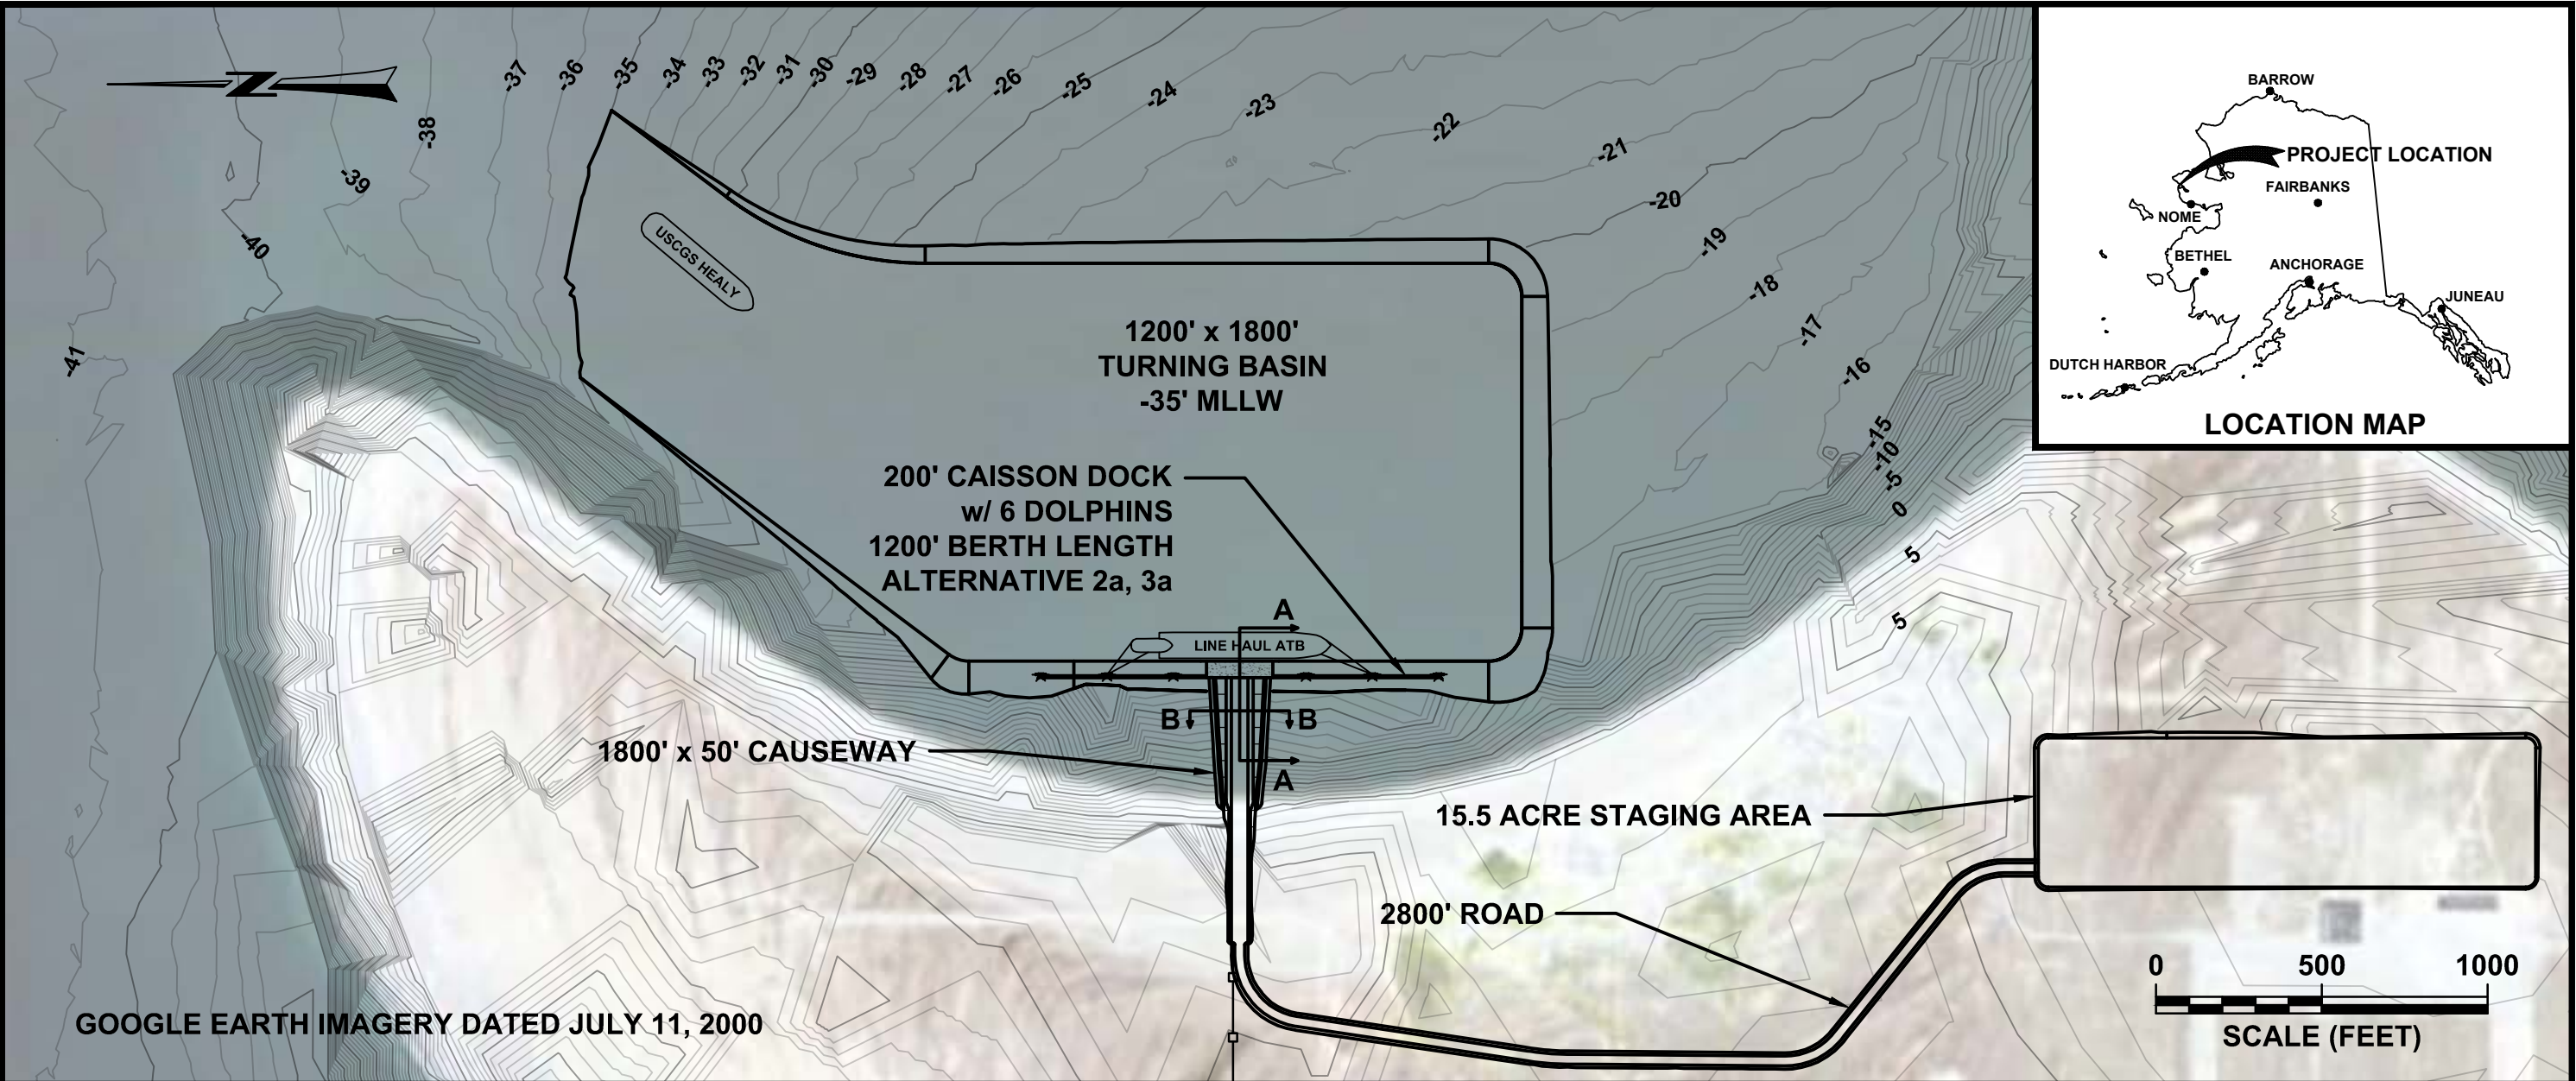 N
-37
-36
-35
-34
-33
-32
-31
-30
-29
-28
-27
-26
-25
-24
-23
-22
-21
-20
-19
-18
-17
-16
-15
-10
-5
0
5
5
-38
-39
-40
-41
USCGS HEALY
1200' x 1800'
TURNING BASIN
-35' MLLW
200' CAISSON DOCK
w/ 6 DOLPHINS
1200' BERTH LENGTH
ALTERNATIVE 2a, 3a
A
LINE HAUL ATB
B
B
A
1800' x 50' CAUSEWAY
15.5 ACRE STAGING AREA
2800' ROAD
GOOGLE EARTH IMAGERY DATED JULY 11, 2000
0 500 1000
SCALE (FEET)
BARROW
PROJECT LOCATION
FAIRBANKS
NOME
BETHEL
ANCHORAGE
JUNEAU
DUTCH HARBOR
LOCATION MAP